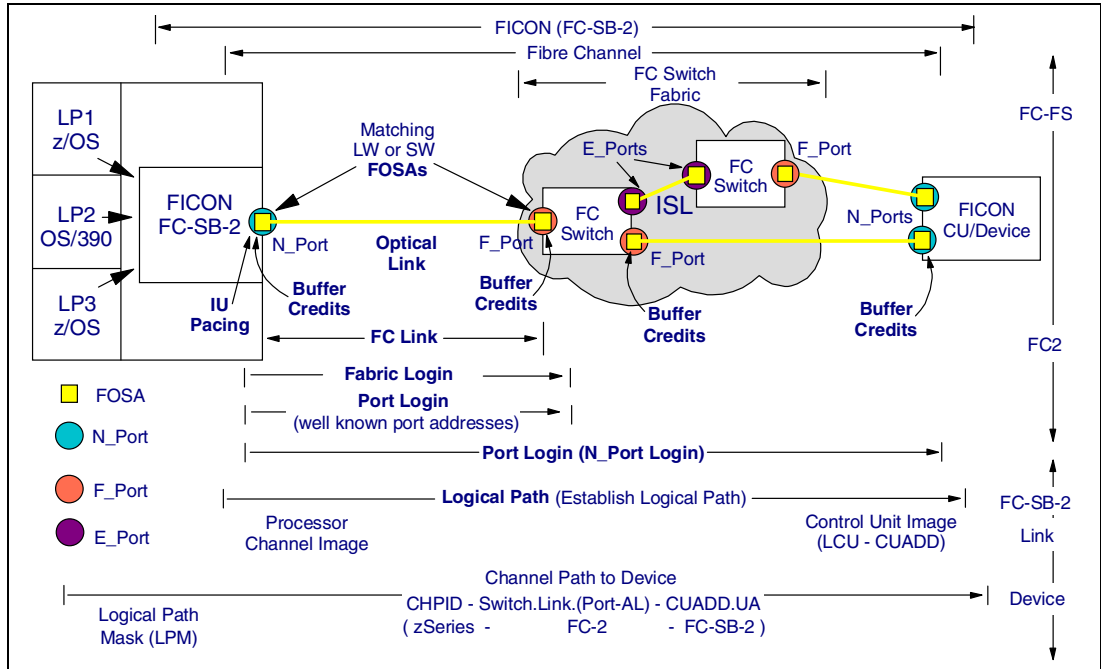 FICON (FC-SB-2)
Fibre Channel
FC Switch
Fabric
LP1
z/OS
LP2
OS/390
LP3
z/OS
FICON
FC-SB-2
Matching
LW or SW
FOSAs
N_Port
Optical
Link
F_Port
FC
Switch
E_Ports
ISL
FC
Switch
F_Port
F_Port
N_Ports
FICON
CU/Device
FC-FS
IU
Pacing
Buffer
Credits
Buffer
Credits
Buffer
Credits
Buffer
Credits
FC Link
FC2
Fabric Login
Port Login
(well known port addresses)
FOSA
N_Port
F_Port
E_Port
Port Login (N_Port Login)
Logical Path (Establish Logical Path)
Processor
Channel Image
Control Unit Image
(LCU - CUADD)
FC-SB-2
Link
Channel Path to Device
CHPID - Switch.Link.(Port-AL) - CUADD.UA
( zSeries - FC-2 - FC-SB-2 )
Logical Path
Mask (LPM)
Device